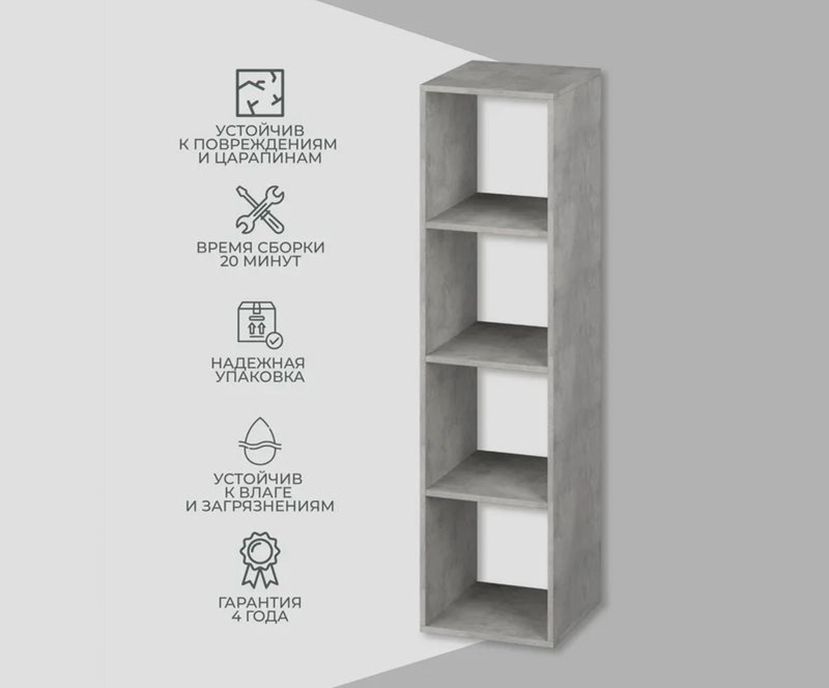 УСТОЙЧИВ
К ПОВРЕЖДЕНИЯМ
И ЦАРАПИНАМ
ВРЕМЯ СБОРКИ
20 МИНУТ
НАДЕЖНАЯ
УПАКОВКА
УСТОЙЧИВ
К ВЛАГЕ
И ЗАГРЯЗНЕНИЯМ
ГАРАНТИЯ
4 ГОДА